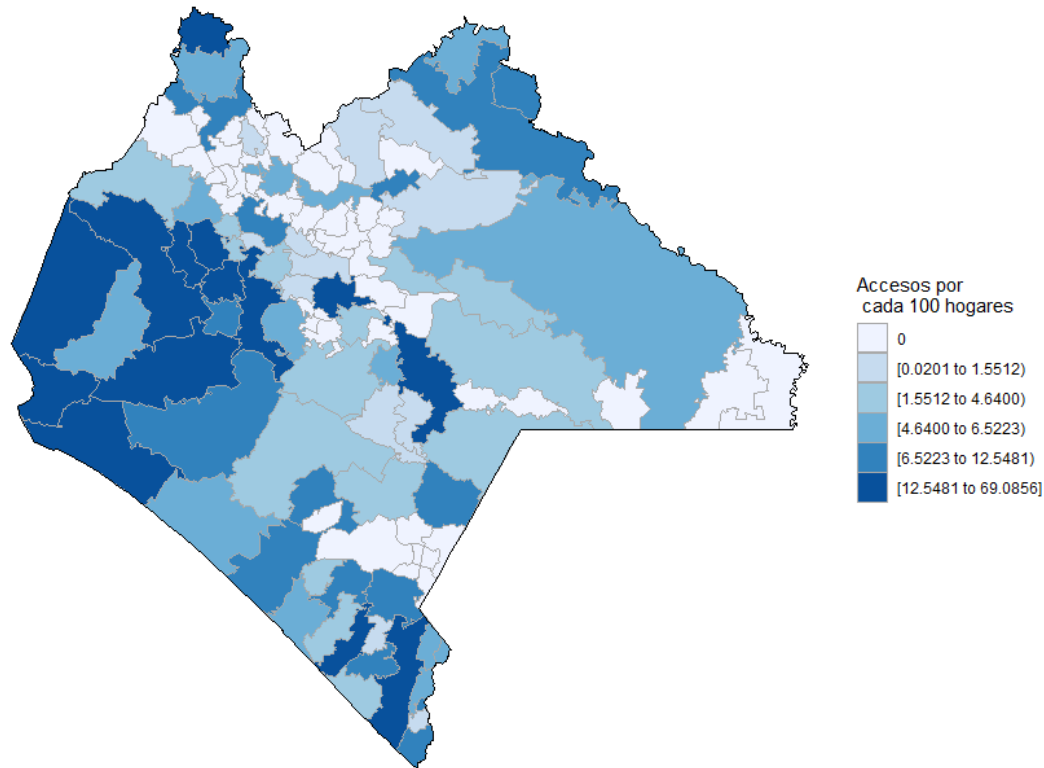 Accesos por
cada 100 hogares
0
[0.0201 to 1.5512)
[1.5512 to 4.6400)
[4.6400 to 6.5223)
[6.5223 to 12.5481)
[12.5481 to 69.0856]